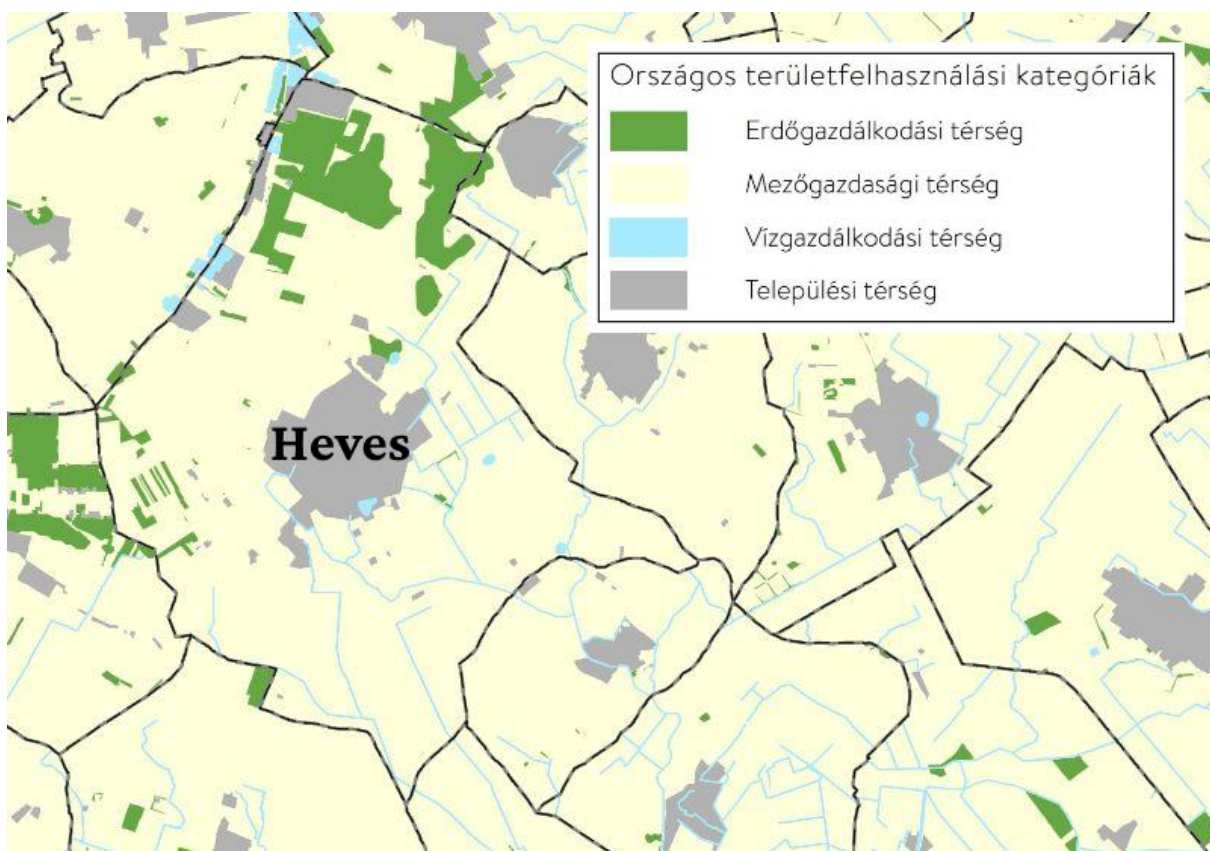 Országos területfelhasználási kategóriák
Erdőgazdálkodási térség
Mezőgazdasági térség
Vízgazdálkodási térség
Települési térség
Heves